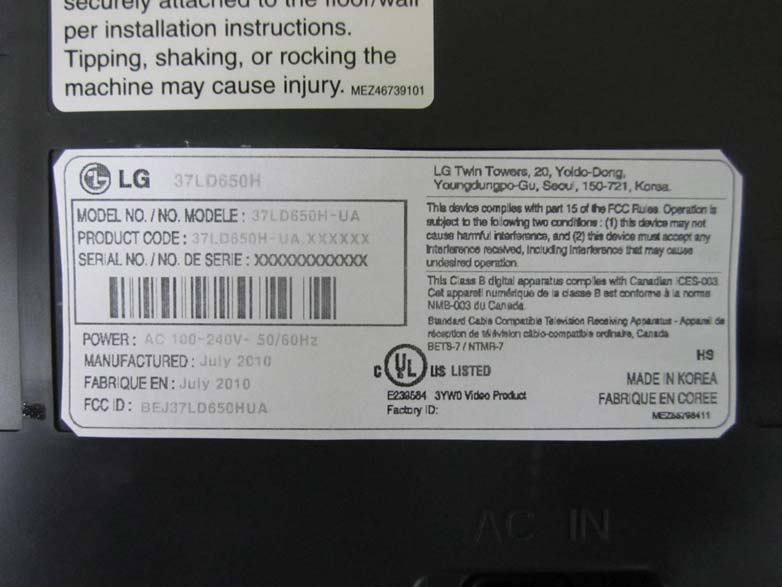 securely attached to the floor/wall
per installation instructions.
Tipping, shaking, or rocking the
machine may cause injury. MEZ46739101
LG 37LD650H
MODEL NO. / NO. MODELE : 37LD650H-UA
PRODUCT CODE : 37LD650H-UA.XXXXXX
SERIAL NO. / NO. DE SERIE : XXXXXXXXXXXXX
POWER : AC 100-240V~ 50/60Hz
MANUFACTURED : July 2010
FABRIQUE EN : July 2010
FCC ID : BEJ37LD650HUA
LG Twin Towers, 20, Yoido-Dong,
Youngdungpo-Gu, Seoul, 150-721, Korea.
This device complies with part 15 of the FCC Rules. Operation is
subject to the following two conditions : (1) this device may not
cause harmful interference, and (2) this device must accept any
interference received, including interference that may cause
undesired operation.
This Class B digital apparatus complies with Canadian ICES-003
Cet appareil numérique de la classe B est conforme à la norme
NMB-003 du Canada.
Standard Cable Compatible Television Receiving Apparatus - Appareil de
réception de télévision câblo-compatible ordinaire, Canada
BETS-7 / NTMR-7
C UL US LISTED
E239584 3YW0 Video Product
Factory ID:
HS
MADE IN KOREA
FABRIQUE EN COREE
AC IN